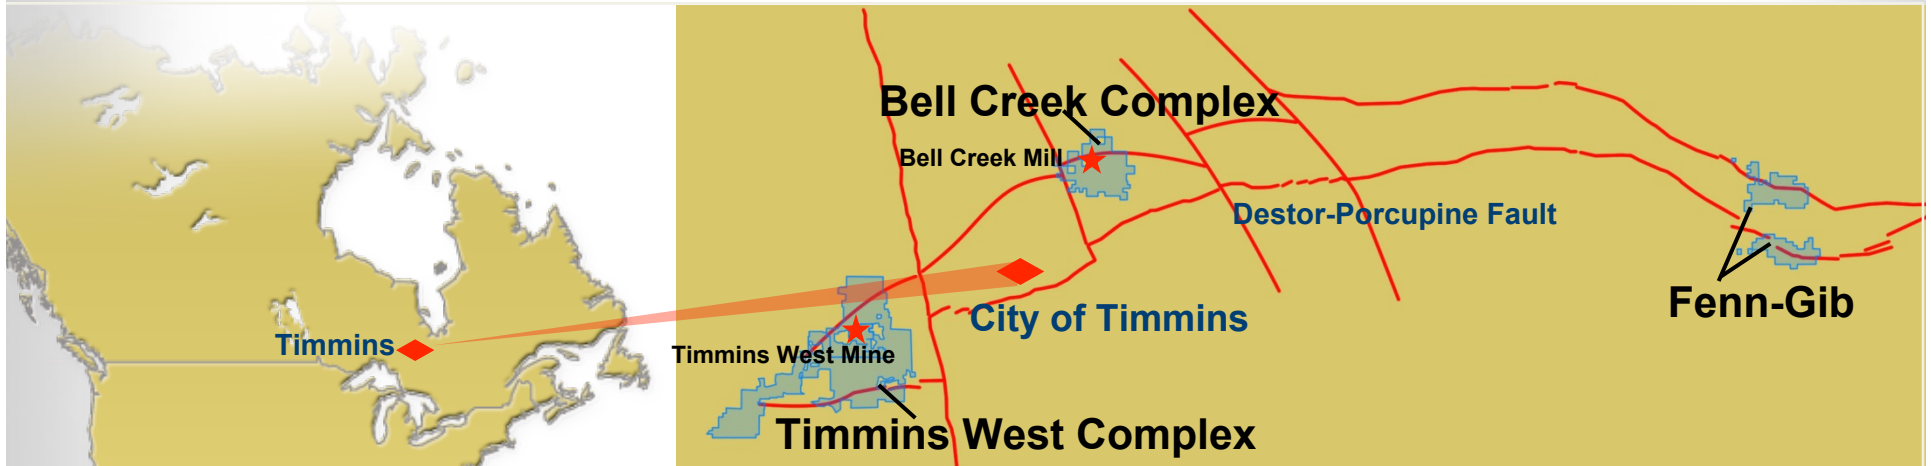 Bell Creek Complex
Bell Creek Mill
Destor-Porcupine Fault
Fenn-Gib
City of Timmins
Timmins
Timmins West Mine
Timmins West Complex